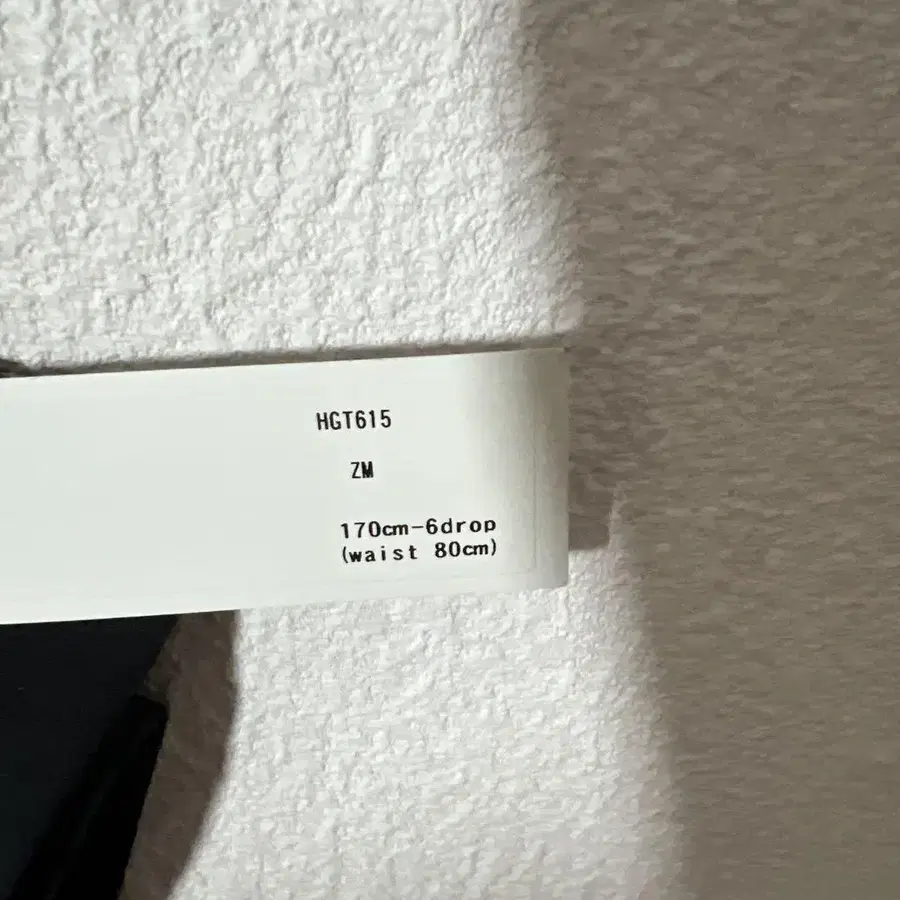 HGT615
ZM
170cm-6drop
(waist 80cm)